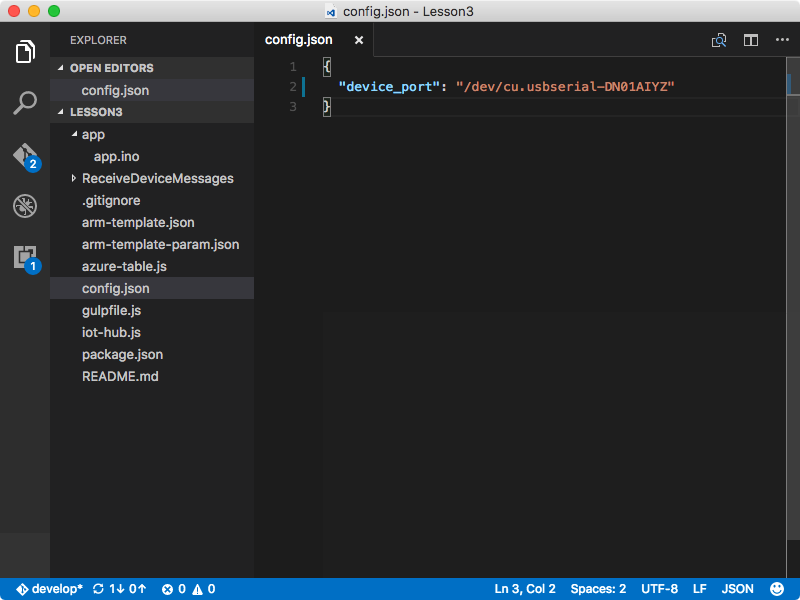 config.json - Lesson3
EXPLORER
OPEN EDITORS
config.json
LESSON3
app
app.ino
ReceiveDeviceMessages
.gitignore
arm-template.json
arm-template-param.json
azure-table.js
config.json
gulpfile.js
iot-hub.js
package.json
README.md
2
1
config.json ×
1 {
2 "device_port": "/dev/cu.usbserial-DN01AIYZ"
3 }
develop* 1↓ 0↑ 0 0 Ln 3, Col 2 Spaces: 2 UTF-8 LF JSON